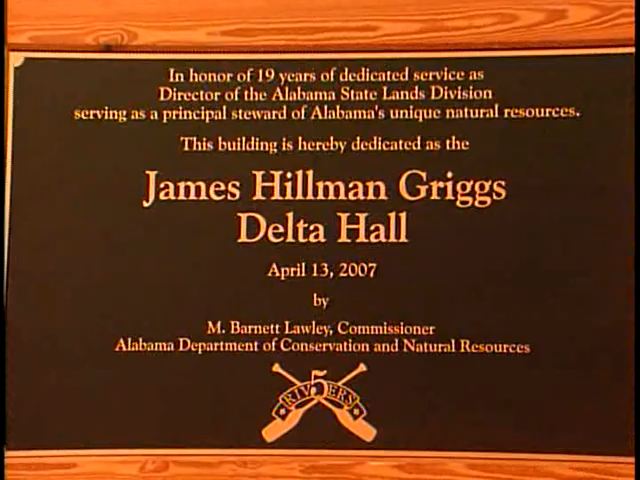 In honor of 19 years of dedicated service as
Director of the Alabama State Lands Division
serving as a principal steward of Alabama's unique natural resources.
This building is hereby dedicated as the
James Hillman Griggs
Delta Hall
April 13, 2007
by
M. Barnett Lawley, Commissioner
Alabama Department of Conservation and Natural Resources
5
RIVERS